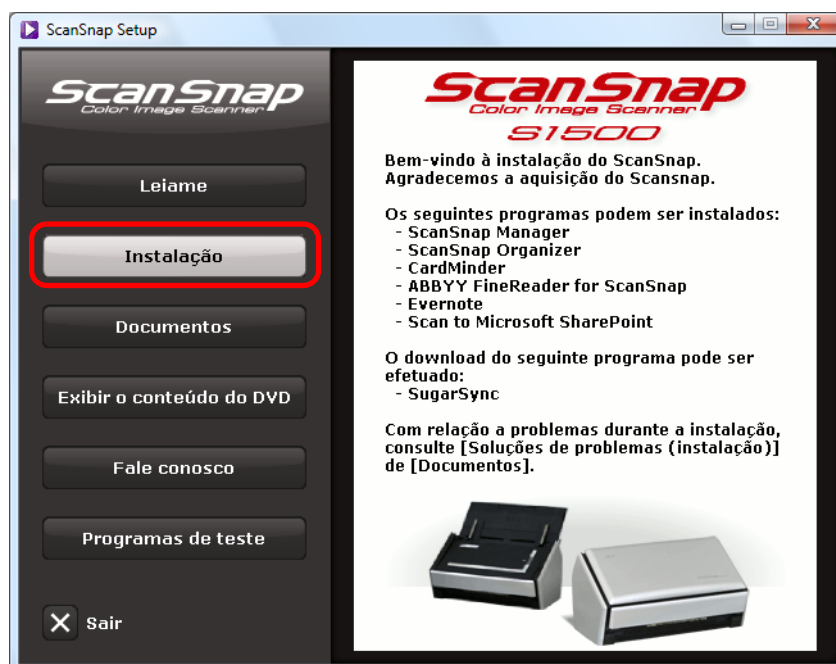 ScanSnap Setup
ScanSnap
Color Image Scanner
Leiame
Instalação
Documentos
Exibir o conteúdo do DVD
Fale conosco
Programas de teste
Sair
ScanSnap
Color Image Scanner
S1500
Bem-vindo à instalação do ScanSnap.
Agradecemos a aquisição do Scansnap.
Os seguintes programas podem ser instalados:
- ScanSnap Manager
- ScanSnap Organizer
- CardMinder
- ABBYY FineReader for ScanSnap
- Evernote
- Scan to Microsoft SharePoint
O download do seguinte programa pode ser
efetuado:
- SugarSync
Com relação a problemas durante a instalação,
consulte [Soluções de problemas (instalação)]
de [Documentos].